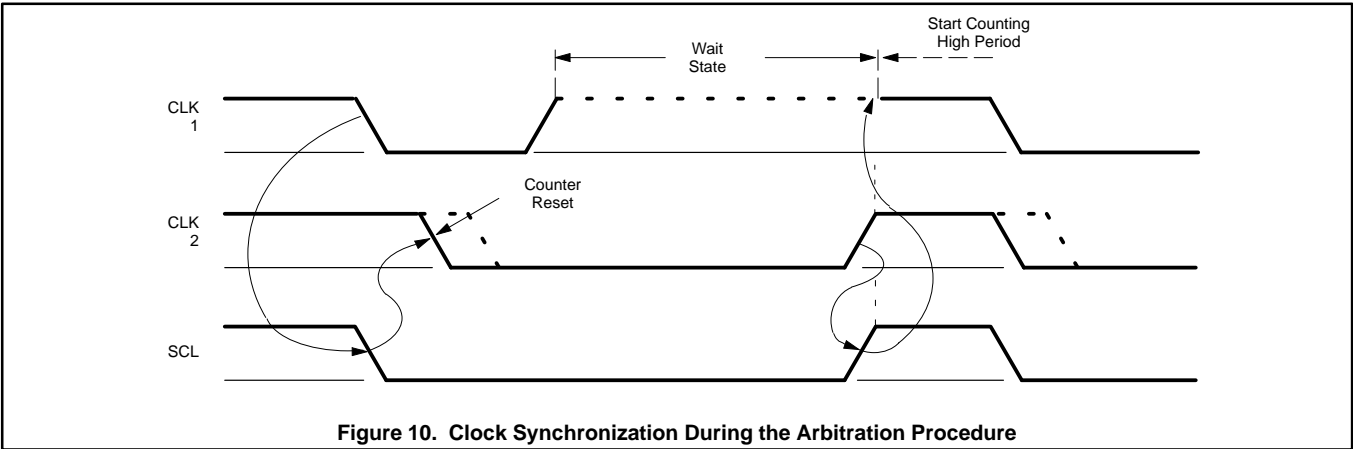 Start Counting
High Period
Wait
State
CLK
1
Counter
Reset
CLK
2
SCL
Figure 10. Clock Synchronization During the Arbitration Procedure